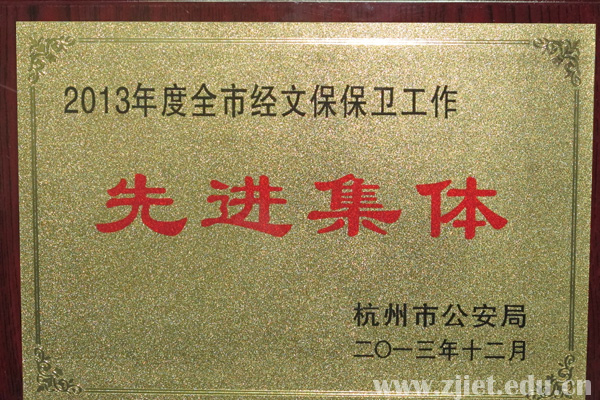 2013年度全市经文保保卫工作
先进集体
杭州市公安局
二〇一三年十二月
www.zjiet.edu.cn